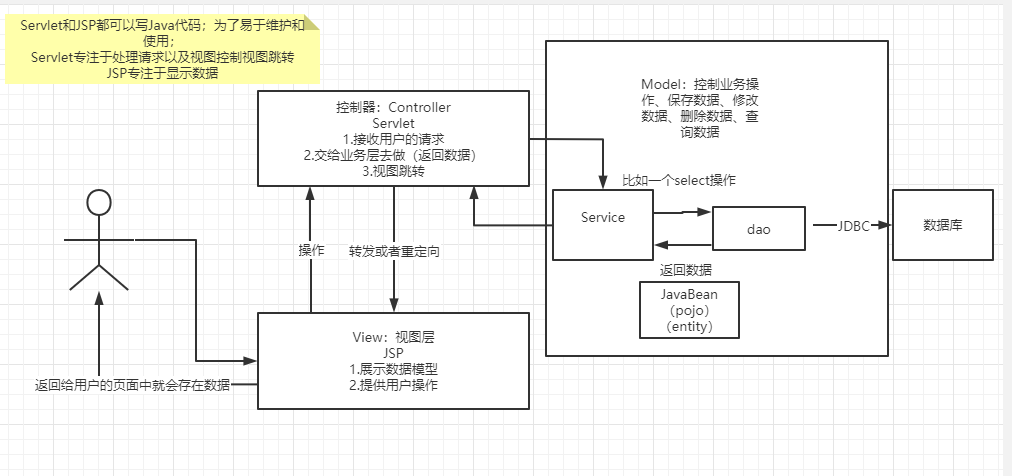 Servlet和JSP都可以写Java代码；为了易于维护和
使用；
Servlet专注于处理请求以及视图控制视图跳转
JSP专注于显示数据
控制器：Controller
Servlet
1.接收用户的请求
2.交给业务层去做（返回数据）
3.视图跳转
Model：控制业务操
作、保存数据、修改
数据、删除数据、查
询数据
比如一个select操作
Service
dao
JDBC
数据库
返回数据
JavaBean
（pojo）
（entity）
操作
转发或者重定向
View：视图层
JSP
1.展示数据模型
2.提供用户操作
返回给用户的页面中就会存在数据